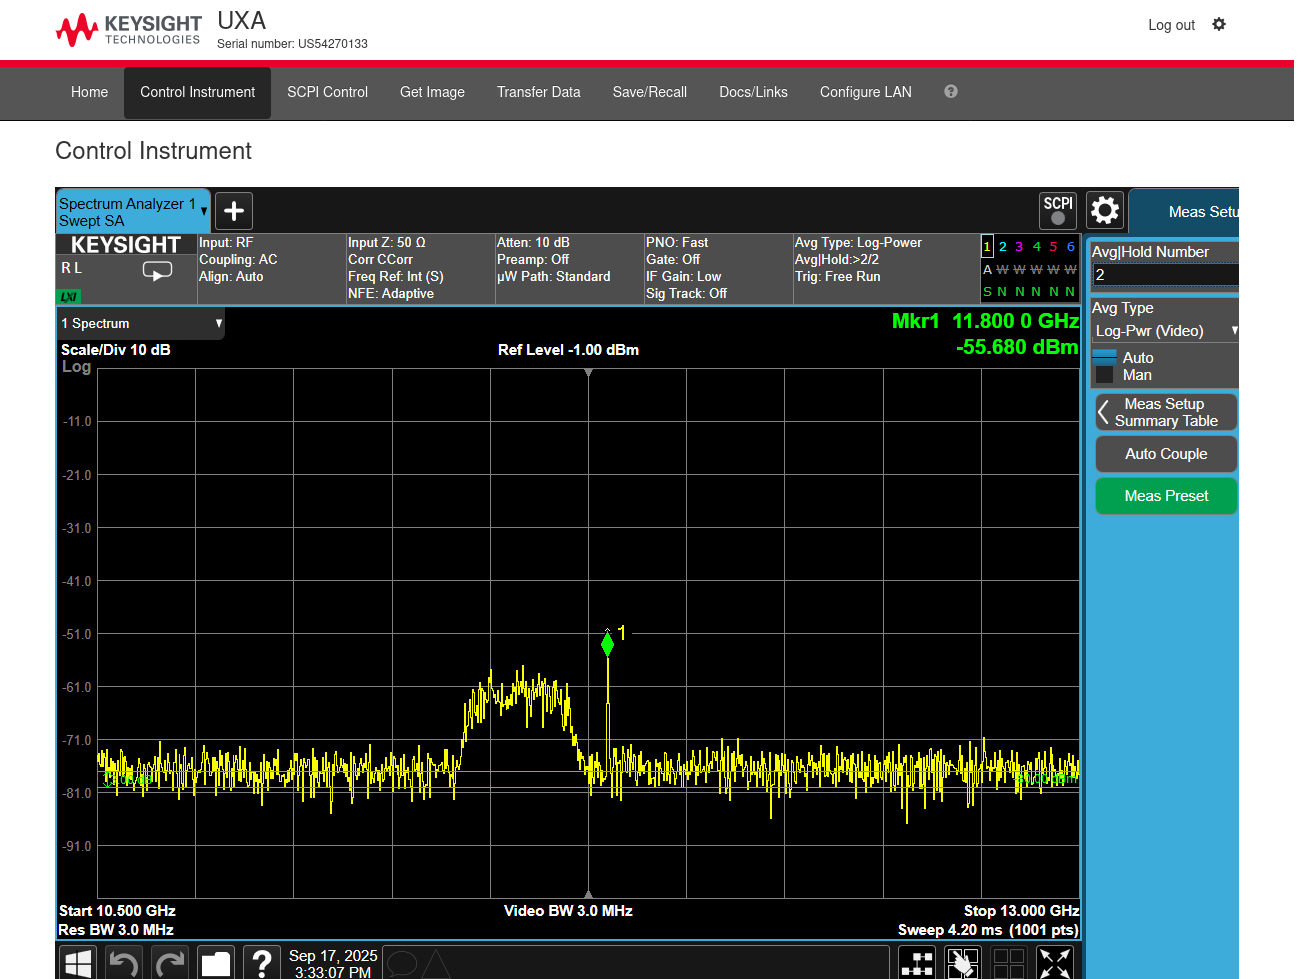 KEYSIGHT
TECHNOLOGIES
UXA
Serial number: US54270133
Log out
Home
Control Instrument
SCPI Control
Get Image
Transfer Data
Save/Recall
Docs/Links
Configure LAN
?
Control Instrument
Spectrum Analyzer 1
Swept SA
SCPI
Meas Setu
KEYSIGHT
R L
LXI
Input: RF
Coupling: AC
Align: Auto
Input Z: 50 Ω
Corr CCorr
Freq Ref: Int (S)
NFE: Adaptive
Atten: 10 dB
Preamp: Off
µW Path: Standard
PNO: Fast
Gate: Off
IF Gain: Low
Sig Track: Off
Avg Type: Log-Power
Avg|Hold:>2/2
Trig: Free Run
1 2 3 4 5 6
A W W W W W
S N N N N N
Avg|Hold Number
2
Avg Type
Log-Pwr (Video)
Auto
Man
Meas Setup
Summary Table
Auto Couple
Meas Preset
1 Spectrum
Mkr1 11.800 0 GHz
-55.680 dBm
Scale/Div 10 dB
Ref Level -1.00 dBm
Log
-11.0
-21.0
-31.0
-41.0
-51.0
-61.0
-71.0
-81.0
-91.0
1
Start 10.500 GHz
Video BW 3.0 MHz
Stop 13.000 GHz
Res BW 3.0 MHz
Sweep 4.20 ms (1001 pts)
?
Sep 17, 2025
3:33:07 PM